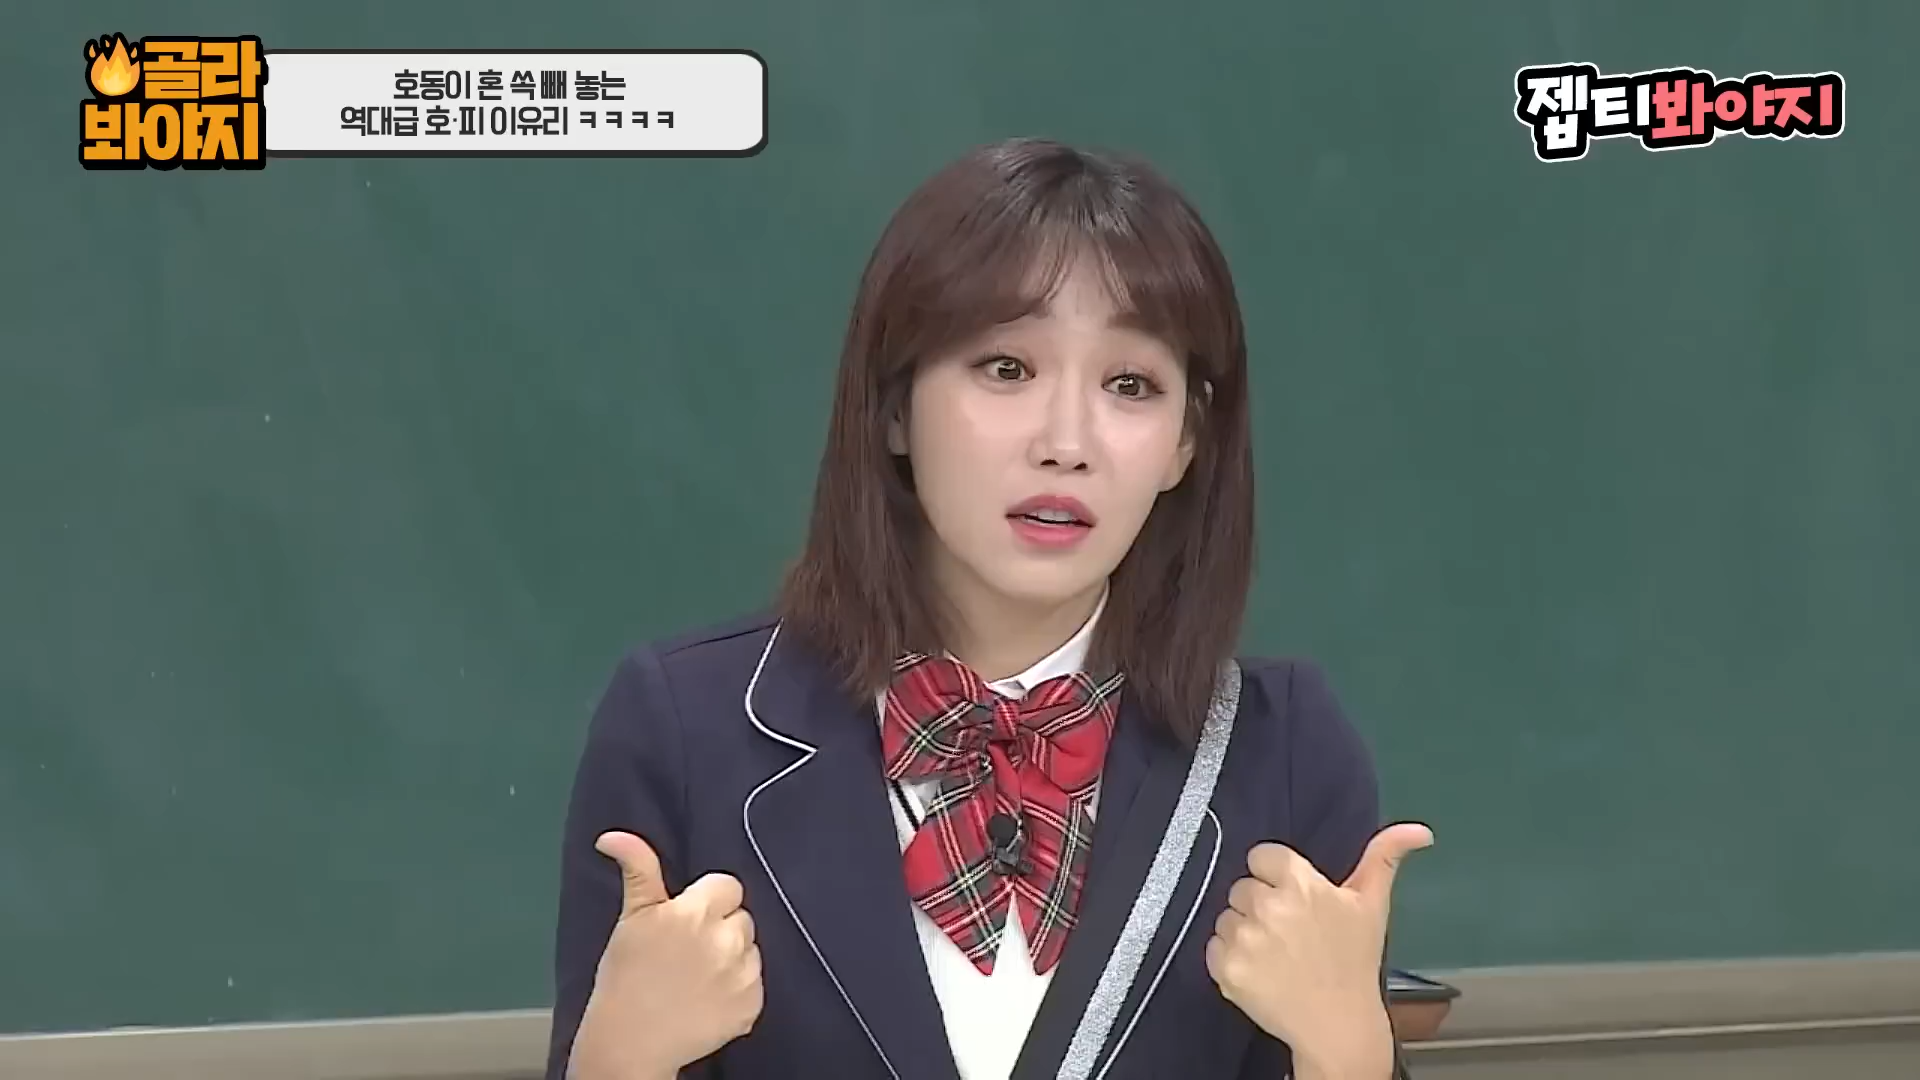 골라
봐야지
호동이 혼 쏙 빼 놓는
역대급 호·피 이유리 ㅋㅋㅋㅋ
젭티봐야지